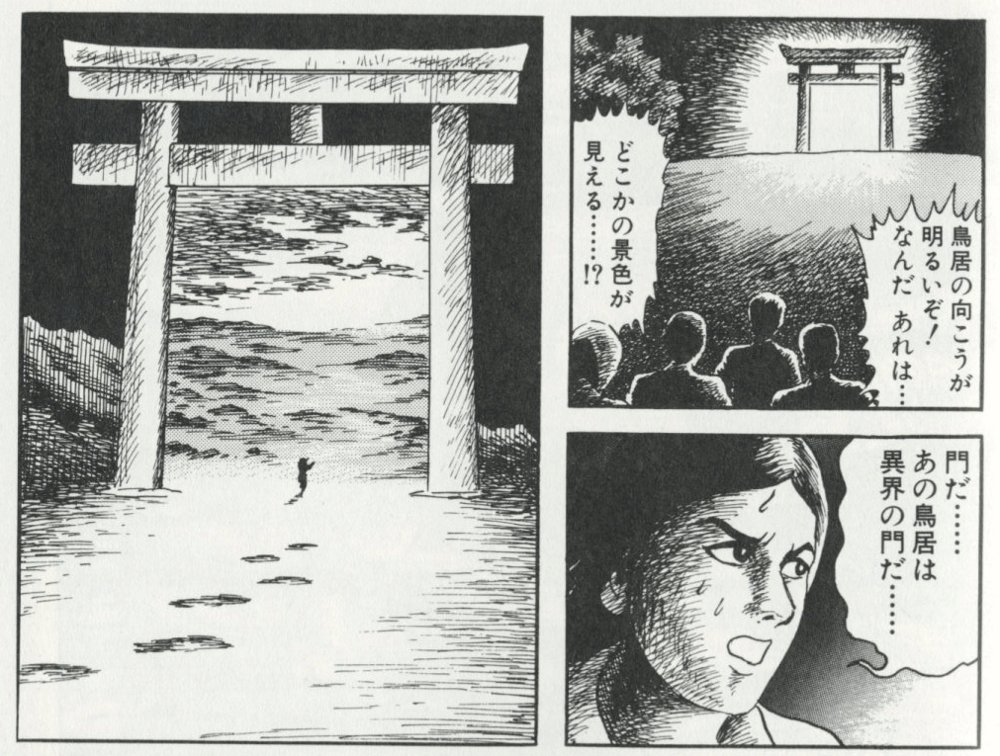 鳥居の向こうが
明るいぞ!
なんだ あれは…
どこかの景色が
見える……!?
門だ……
あの鳥居は
異界の門だ……